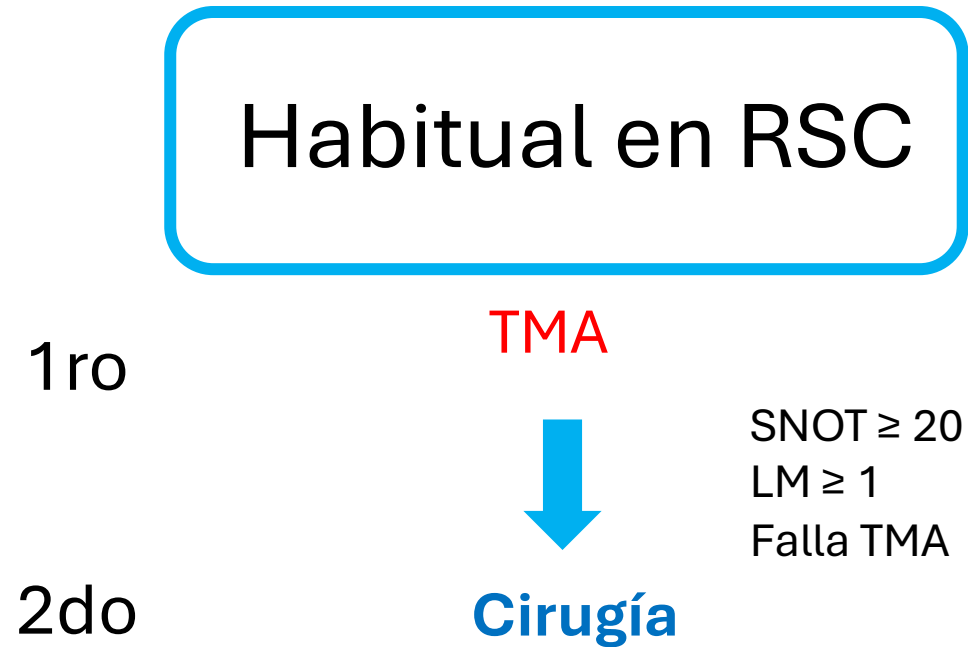 Habitual en RSC
TMA
1ro
SNOT ≥ 20
LM ≥ 1
Falla TMA
2do
Cirugía